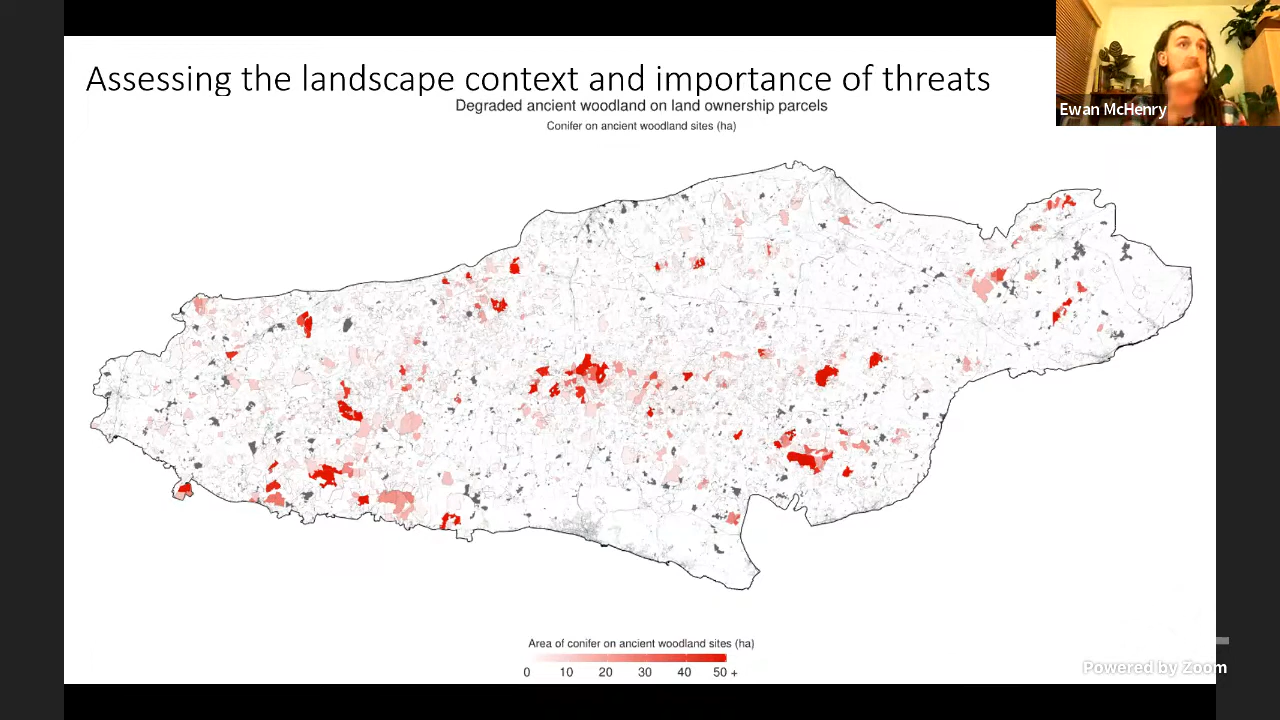 Assessing the landscape context and importance of threats
Degraded ancient woodland on land ownership parcels
Conifer on ancient woodland sites (ha)
Ewan McHenry
Area of conifer on ancient woodland sites (ha)
0 10 20 30 40 50 +
Powered by Zoom